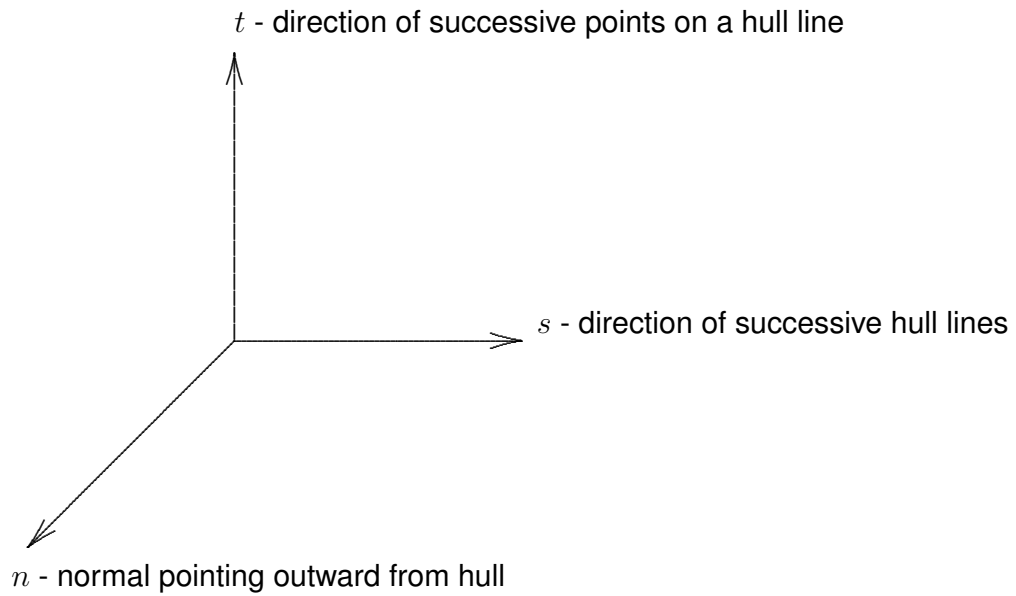 t - direction of successive points on a hull line
s - direction of successive hull lines
n - normal pointing outward from hull